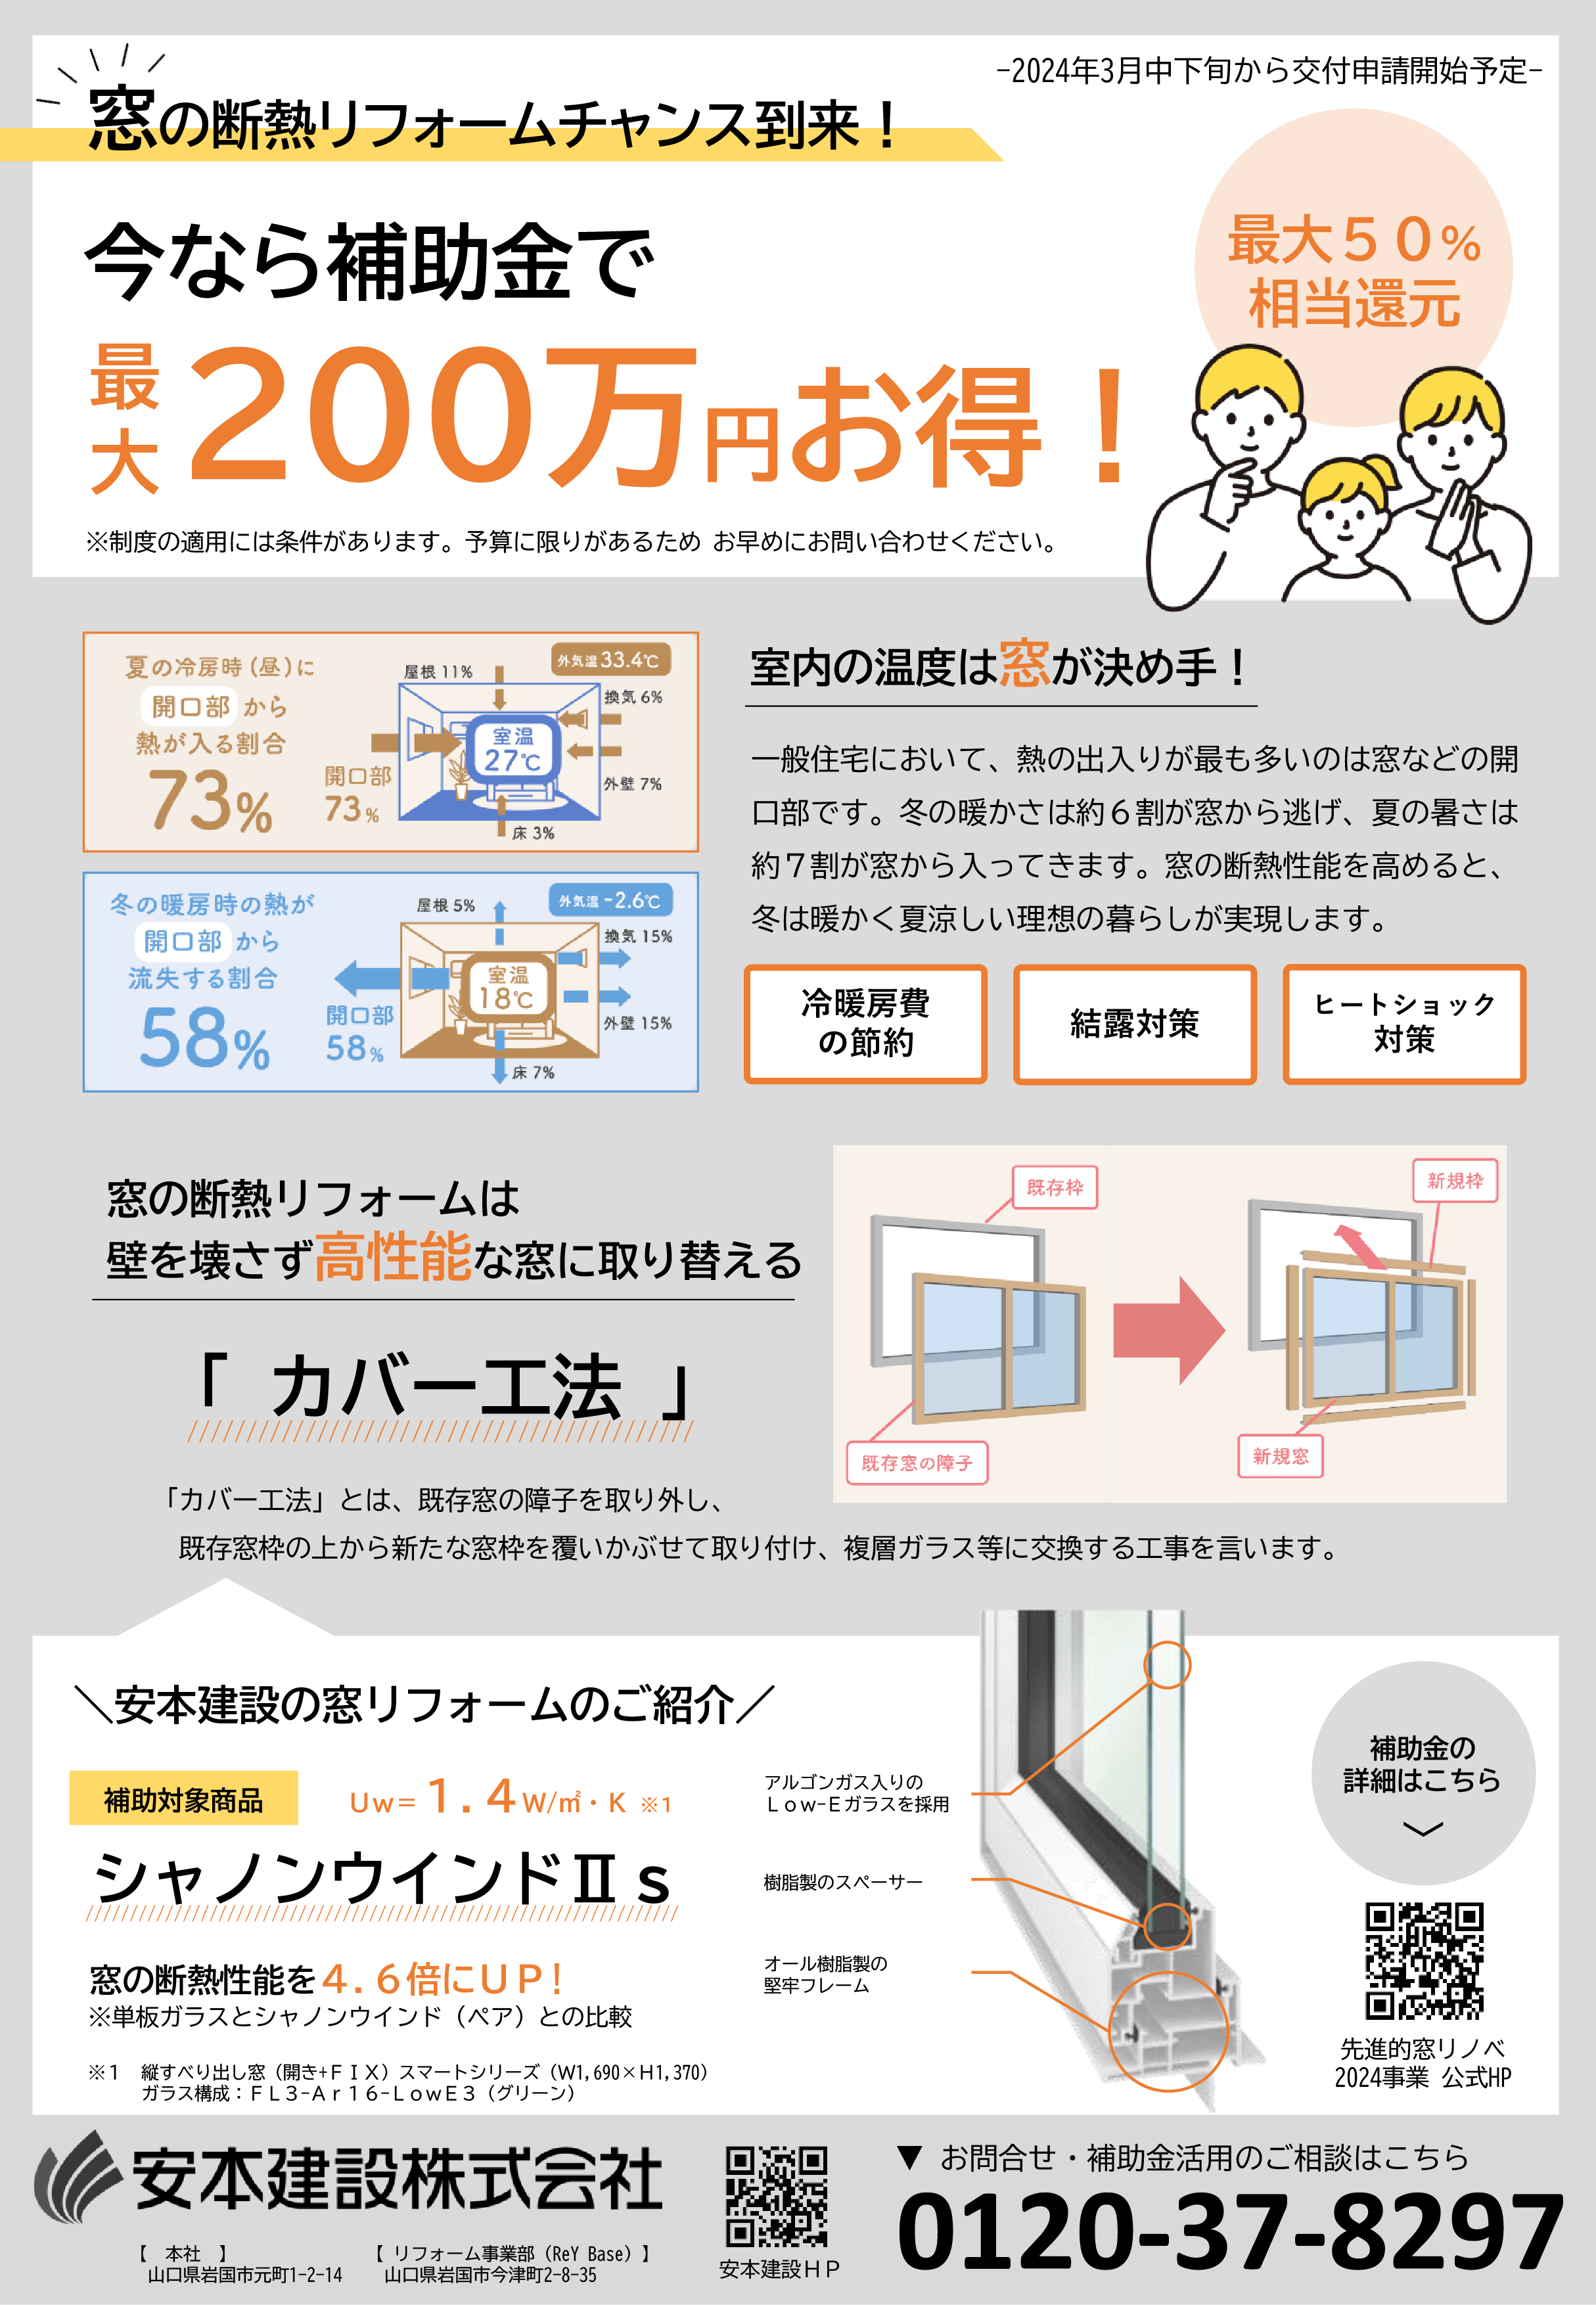 −2024年3月中下旬から交付申請開始予定−
窓の断熱リフォームチャンス到来！
今なら補助金で
最大200万円お得！
最大５０％
相当還元
※制度の適用には条件があります。予算に限りがあるため お早めにお問い合わせください。
夏の冷房時(昼)に
開口部 から
熱が入る割合
73%
外気温33.4℃
屋根 11%
換気 6%
室温
27℃
開口部
73%
外壁 7%
床 3%
冬の暖房時の熱が
開口部 から
流失する割合
58%
外気温-2.6℃
屋根 5%
換気 15%
室温
18℃
開口部
58%
外壁 15%
床 7%
室内の温度は窓が決め手！
一般住宅において、熱の出入りが最も多いのは窓などの開
口部です。冬の暖かさは約６割が窓から逃げ、夏の暑さは
約７割が窓から入ってきます。窓の断熱性能を高めると、
冬は暖かく夏涼しい理想の暮らしが実現します。
冷暖房費
の節約
結露対策
ヒートショック
対策
窓の断熱リフォームは
壁を壊さず高性能な窓に取り替える
「 カバー工法 」
既存枠
既存窓の障子
新規枠
新規窓
「カバー工法」とは、既存窓の障子を取り外し、
既存窓枠の上から新たな窓枠を覆いかぶせて取り付け、複層ガラス等に交換する工事を言います。
＼安本建設の窓リフォームのご紹介／
補助対象商品
Ｕｗ＝１.４Ｗ/㎡・Ｋ ※１
シャノンウインドⅡｓ
窓の断熱性能を４.６倍にＵＰ！
※単板ガラスとシャノンウインド（ペア）との比較
※１　縦すべり出し窓（開き+ＦＩＸ）スマートシリーズ（W1,690×H1,370）
ガラス構成：ＦＬ３−Ａｒ１６−ＬｏｗＥ３（グリーン）
アルゴンガス入りの
Ｌｏｗ−Ｅガラスを採用
樹脂製のスペーサー
オール樹脂製の
堅牢フレーム
補助金の
詳細はこちら
先進的窓リノベ
2024事業 公式HP
安本建設株式会社
【　本社　】
山口県岩国市元町1-2-14
【 リフォーム事業部（ReY Base）】
山口県岩国市今津町2-8-35
安本建設ＨＰ
▼ お問合せ・補助金活用のご相談はこちら
0120-37-8297